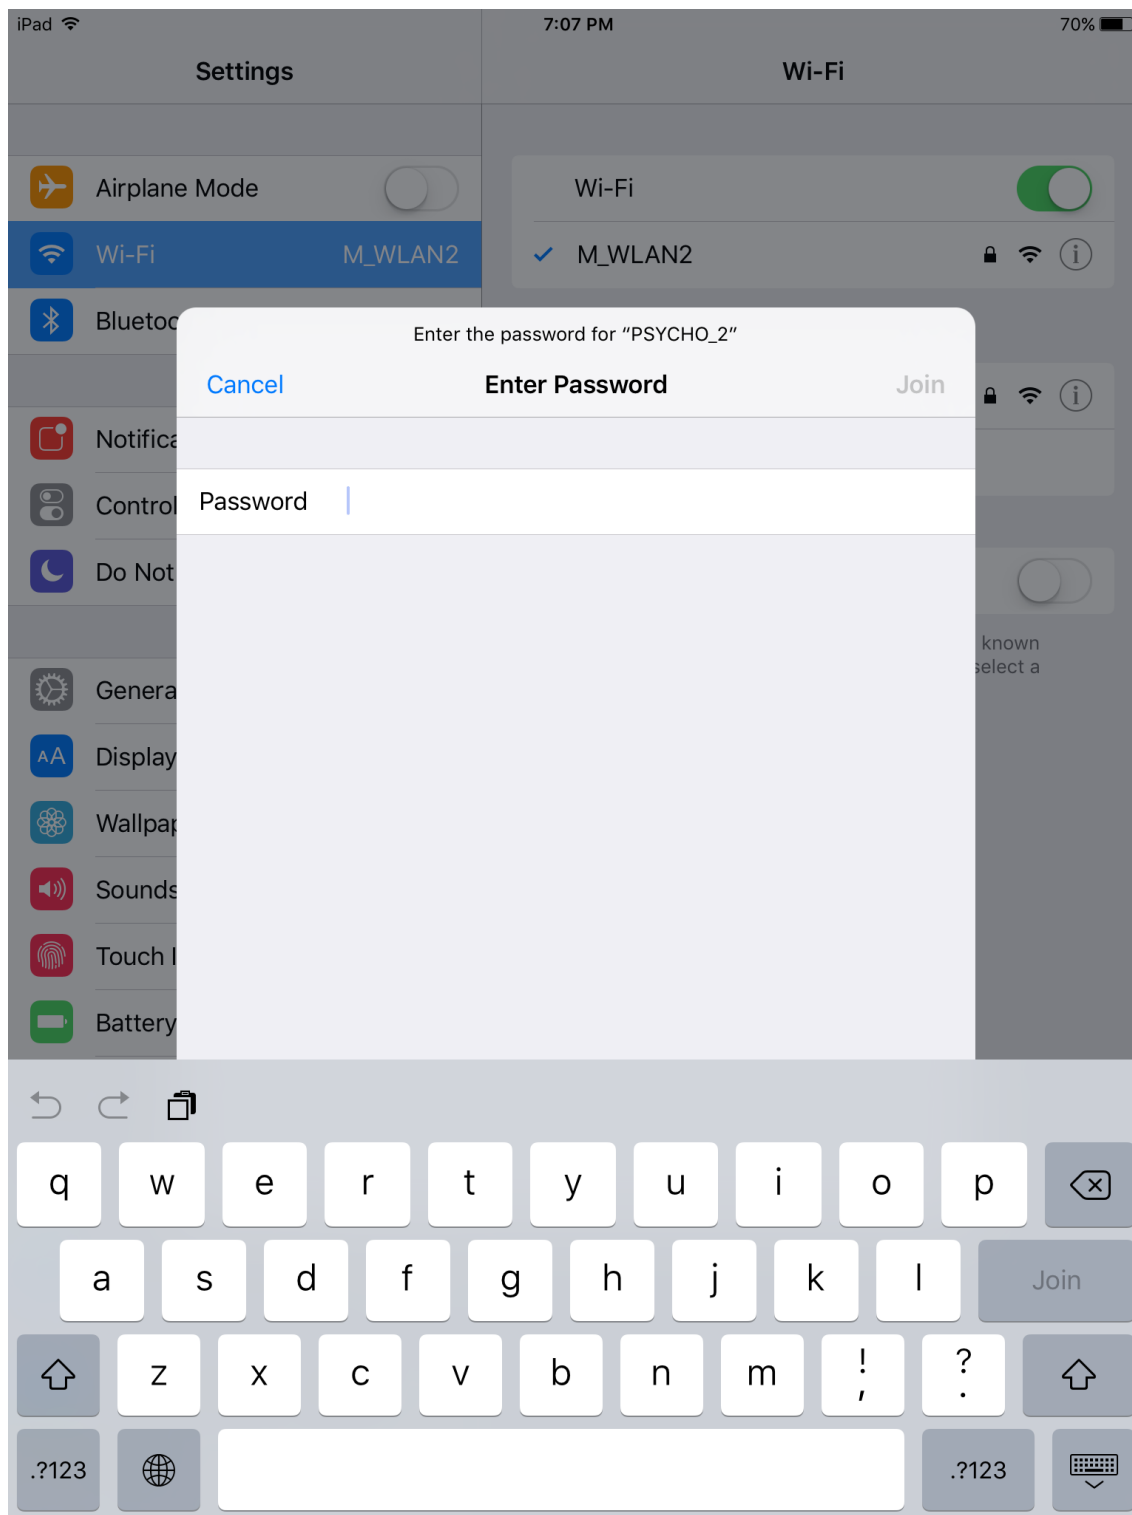 iPad 7:07 PM 70%
Settings
Wi-Fi
Airplane Mode
Wi-Fi M_WLAN2
Bluetoo
Notifica
Control
Do Not
Genera
Display
Wallpap
Sounds
Touch I
Battery
Wi-Fi
M_WLAN2
known
select a
Enter the password for “PSYCHO_2”
Cancel Enter Password Join
Password
q w e r t y u i o p
a s d f g h j k l Join
z x c v b n m ! , ? .
.?123 .?123